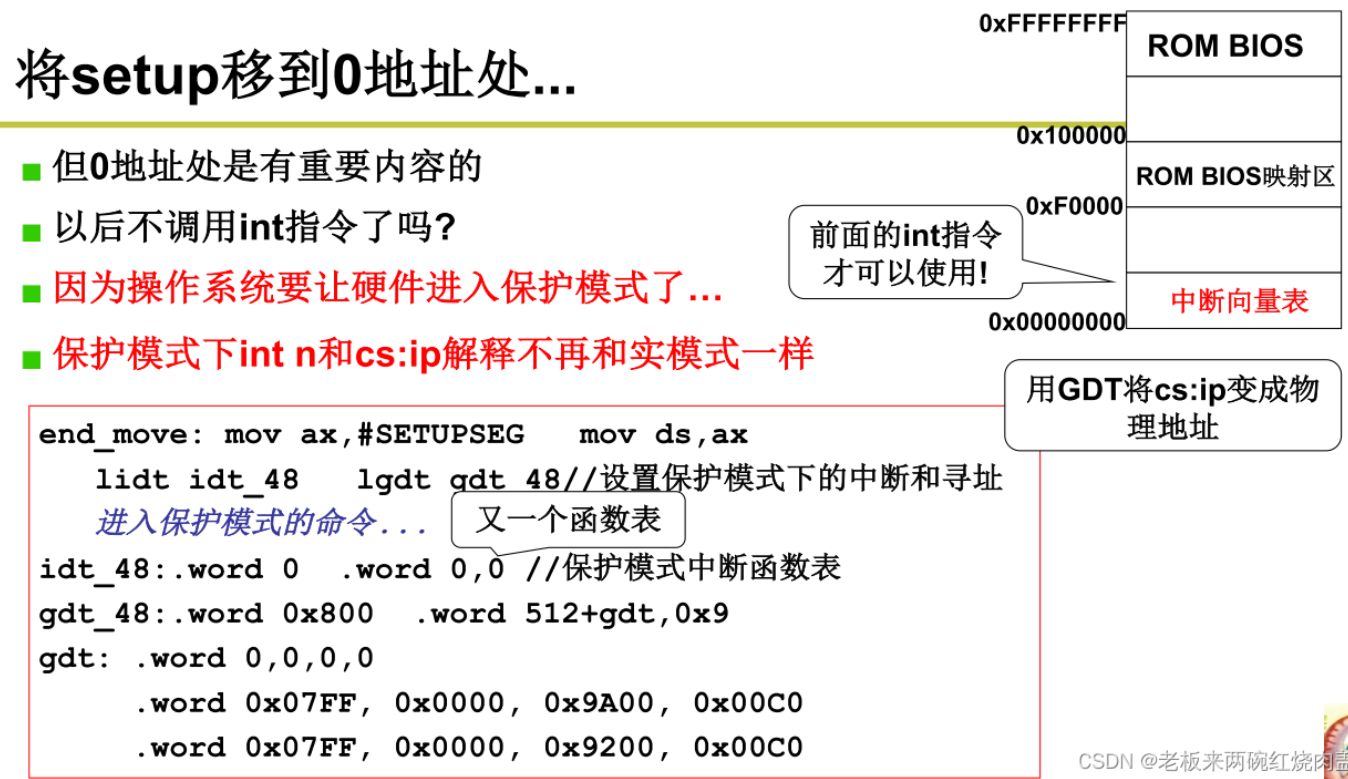 将setup移到0地址处...
但0地址处是有重要内容的
以后不调用int指令了吗?
因为操作系统要让硬件进入保护模式了...
保护模式下int n和cs:ip解释不再和实模式一样
0xFFFFFFFF
ROM BIOS
0x100000
ROM BIOS映射区
0xF0000
前面的int指令
才可以使用!
中断向量表
0x00000000
用GDT将cs:ip变成物
理地址
end_move: mov ax,#SETUPSEG mov ds,ax
lidt idt_48 lgdt gdt_48//设置保护模式下的中断和寻址
进入保护模式的命令...
又一个函数表
idt_48:.word 0 .word 0,0 //保护模式中断函数表
gdt_48:.word 0x800 .word 512+gdt,0x9
gdt: .word 0,0,0,0
.word 0x07FF, 0x0000, 0x9A00, 0x00C0
.word 0x07FF, 0x0000, 0x9200, 0x00C0
CSDN @老板来两碗红烧肉盖